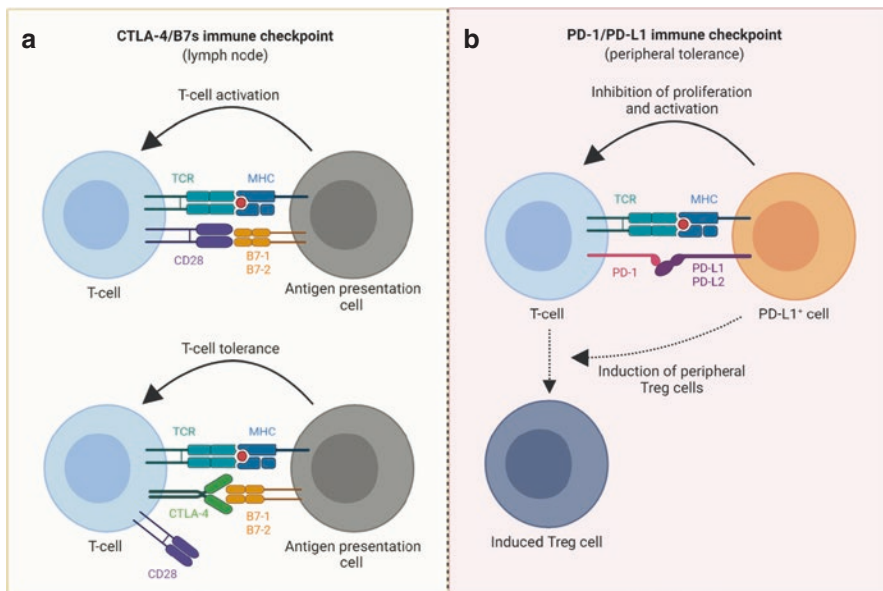 a
CTLA-4/B7s immune checkpoint
(lymph node)
T-cell activation
TCR
MHC
CD28
B7-1
B7-2
T-cell
Antigen presentation
cell
T-cell tolerance
TCR
MHC
CTLA-4
B7-1
B7-2
T-cell
CD28
Antigen presentation
cell
b
PD-1/PD-L1 immune checkpoint
(peripheral tolerance)
Inhibition of proliferation
and activation
TCR
MHC
PD-1
PD-L1
PD-L2
T-cell
PD-L1⁺ cell
Induction of peripheral
Treg cells
Induced Treg cell